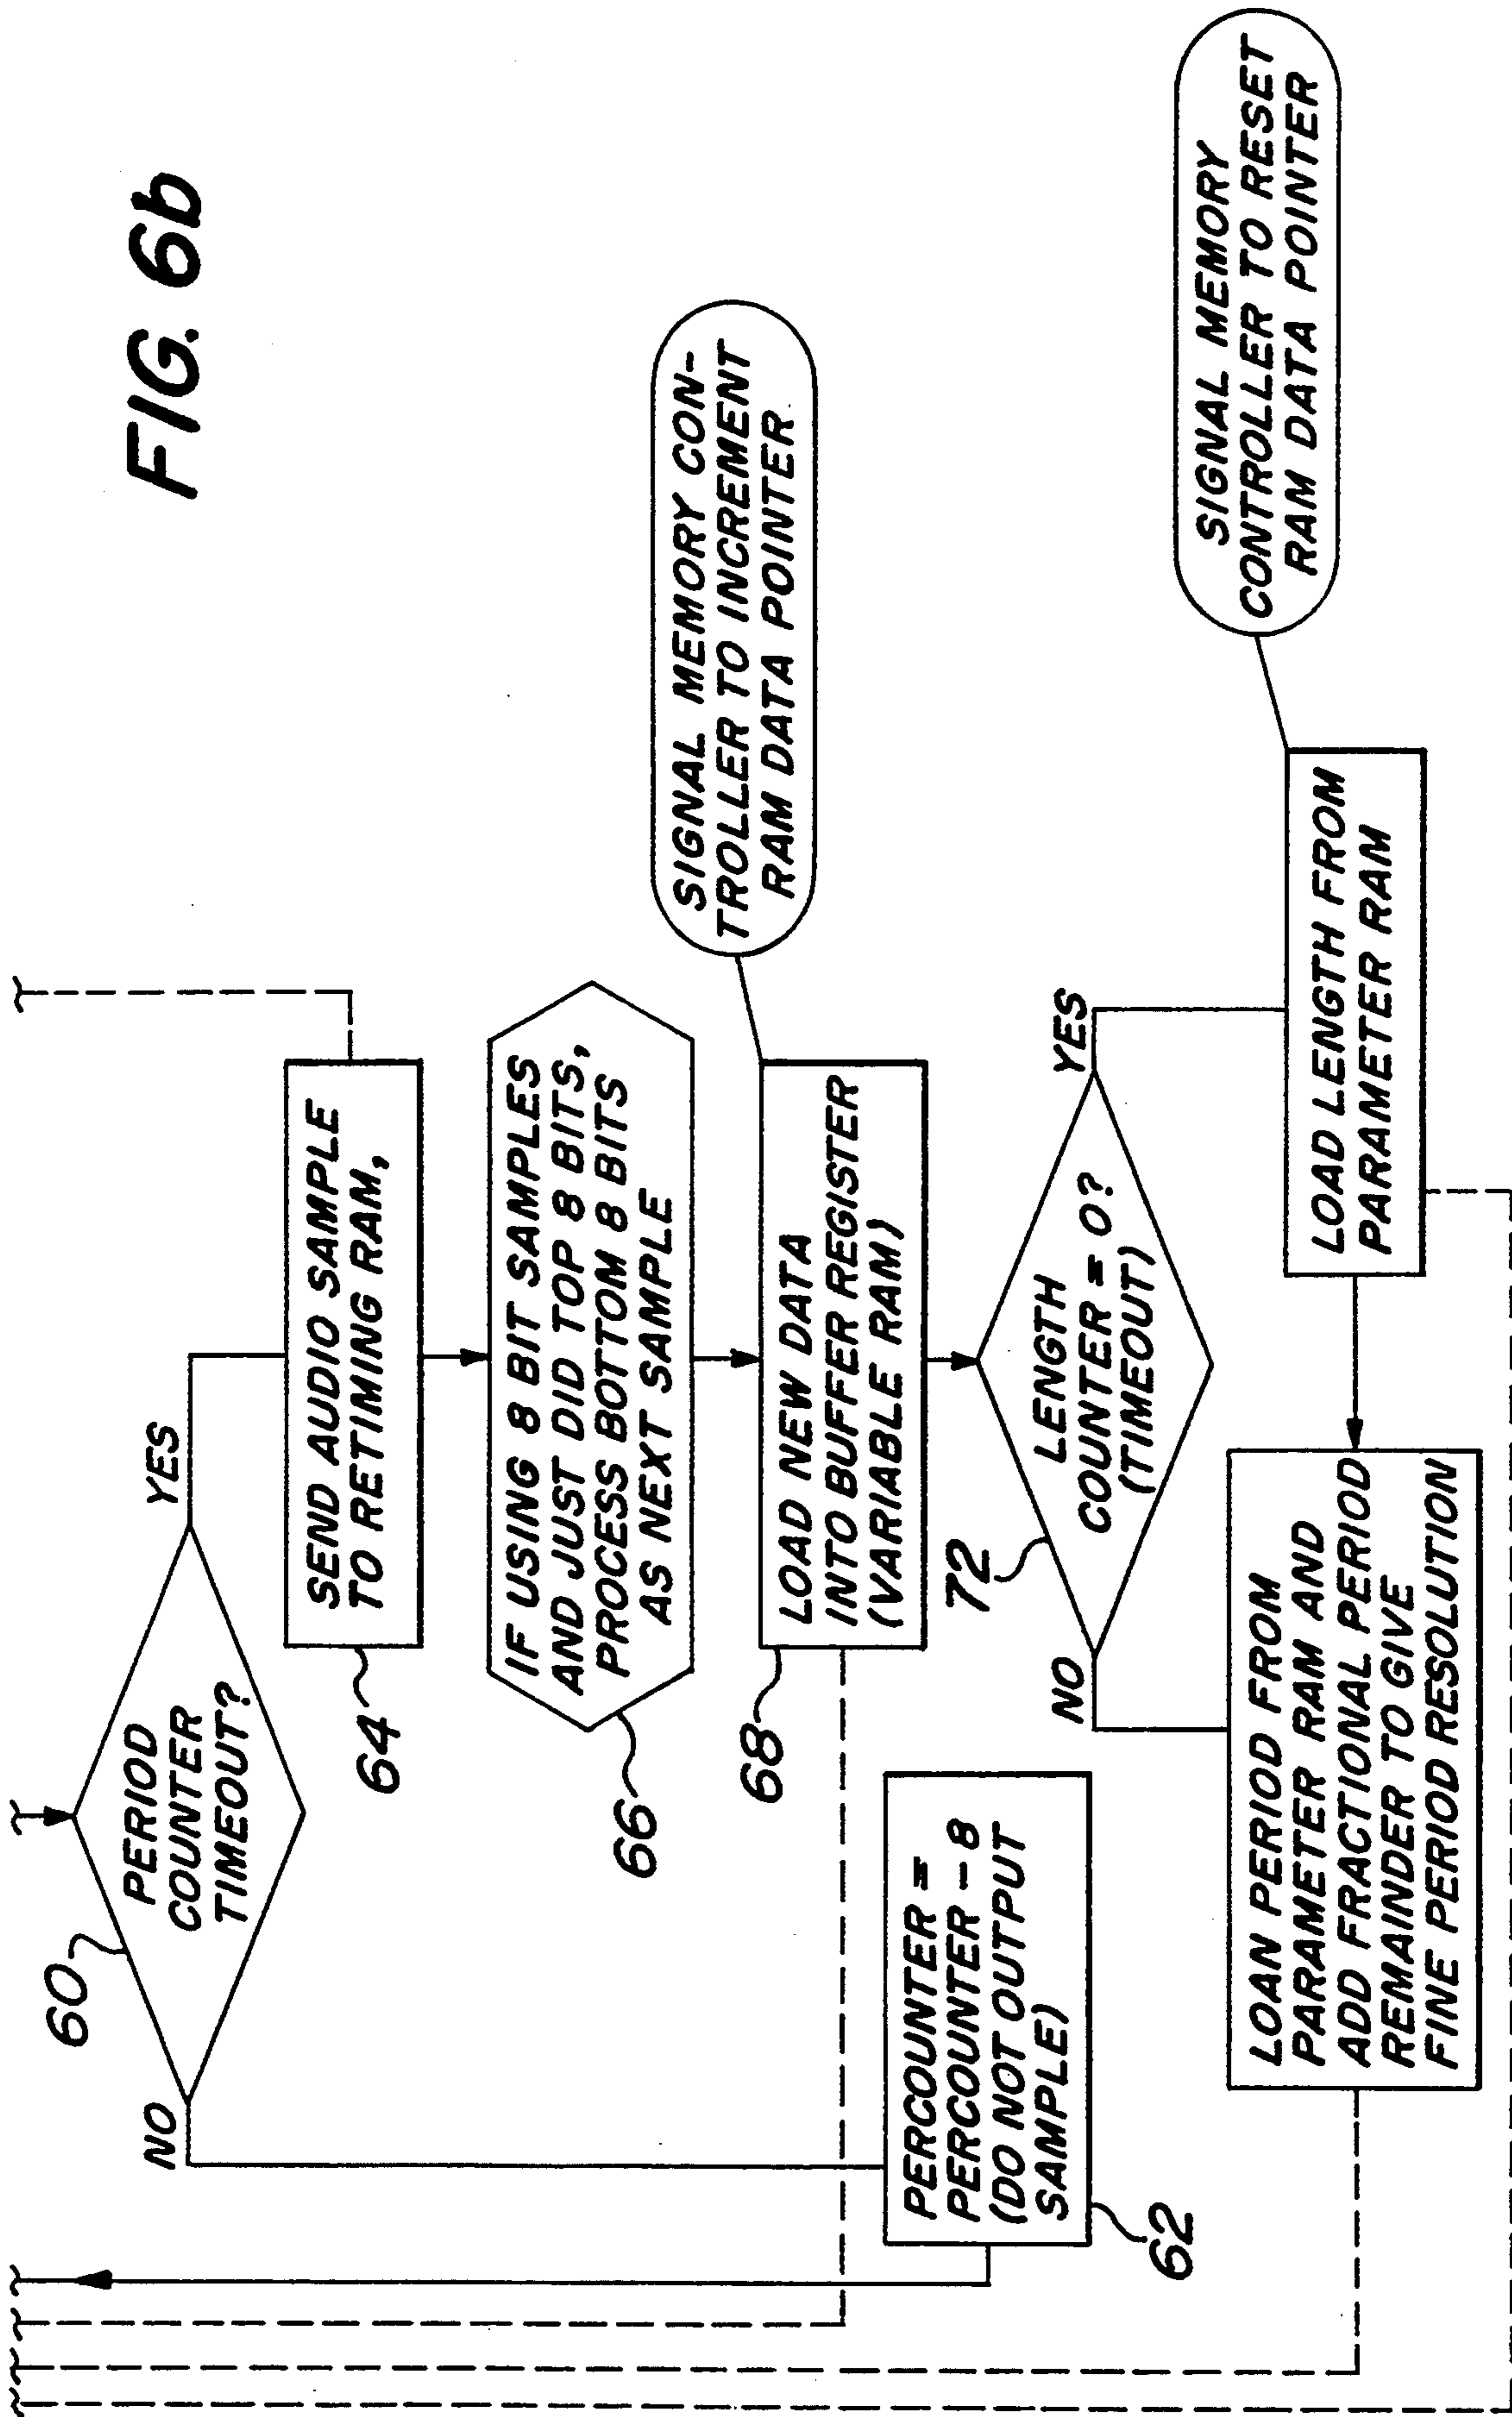 FIG. 6b
60
PERIOD
COUNTER
TIMEOUT?
NO
YES
SEND AUDIO SAMPLE
TO RETIMING RAM,
64
IF USING 8 BIT SAMPLES
AND JUST DID TOP 8 BITS,
PROCESS BOTTOM 8 BITS
AS NEXT SAMPLE
66
LOAD NEW DATA
INTO BUFFER REGISTER
(VARIABLE RAM)
68
SIGNAL MEMORY CON-
TROLLER TO INCREMENT
RAM DATA POINTER
PERCOUNTER =
PERCOUNTER - 8
(DO NOT OUTPUT
SAMPLE)
62
72
LENGTH
COUNTER = 0?
(TIMEOUT)
NO
YES
LOAD LENGTH FROM
PARAMETER RAM
SIGNAL MEMORY
CONTROLLER TO RESET
RAM DATA POINTER
LOAN PERIOD FROM
PARAMETER RAM AND
ADD FRACTIONAL PERIOD
REMAINDER TO GIVE
FINE PERIOD RESOLUTION